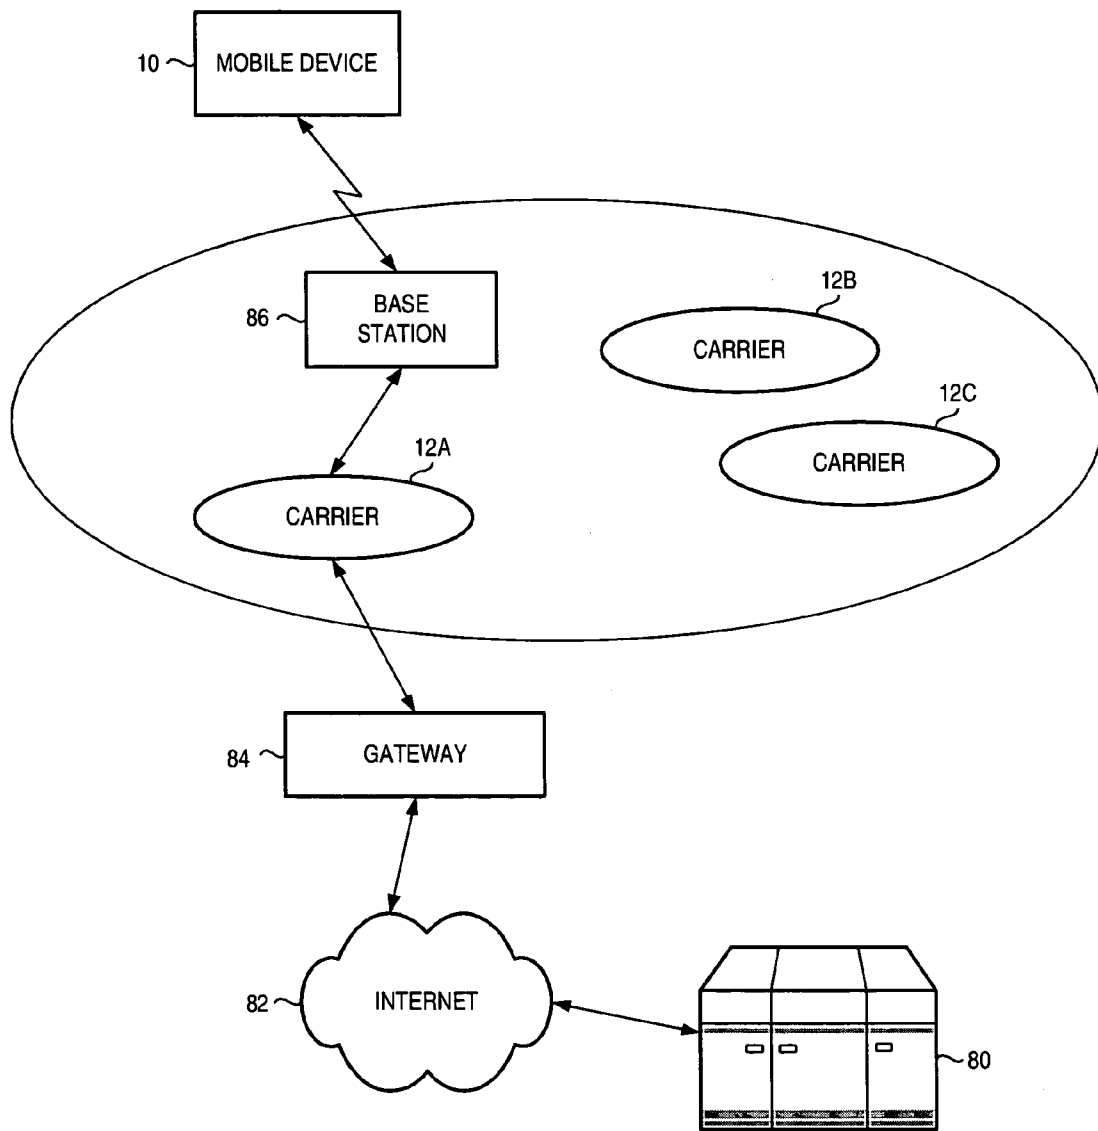 10
MOBILE DEVICE
86
BASE
STATION
12B
CARRIER
12C
CARRIER
12A
CARRIER
84
GATEWAY
82
INTERNET
80